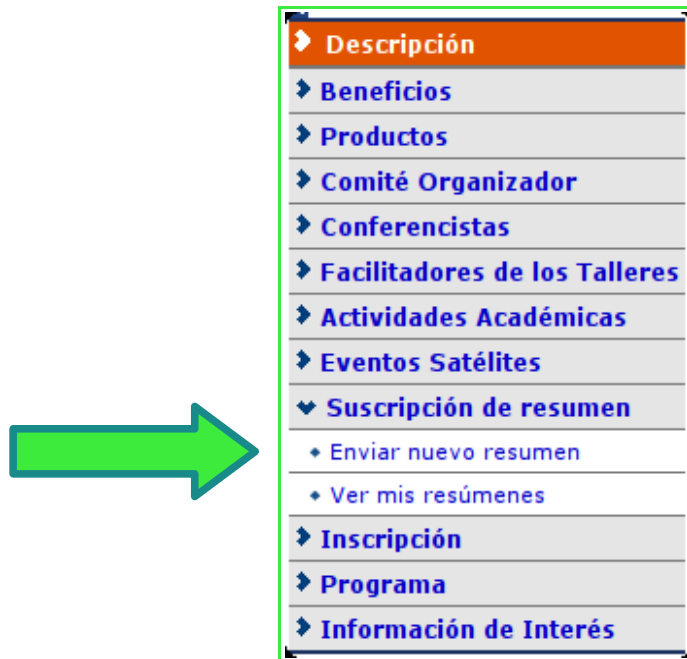 Descripción
Beneficios
Productos
Comité Organizador
Conferencistas
Facilitadores de los Talleres
Actividades Académicas
Eventos Satélites
Suscripción de resumen
Enviar nuevo resumen
Ver mis resúmenes
Inscripción
Programa
Información de Interés